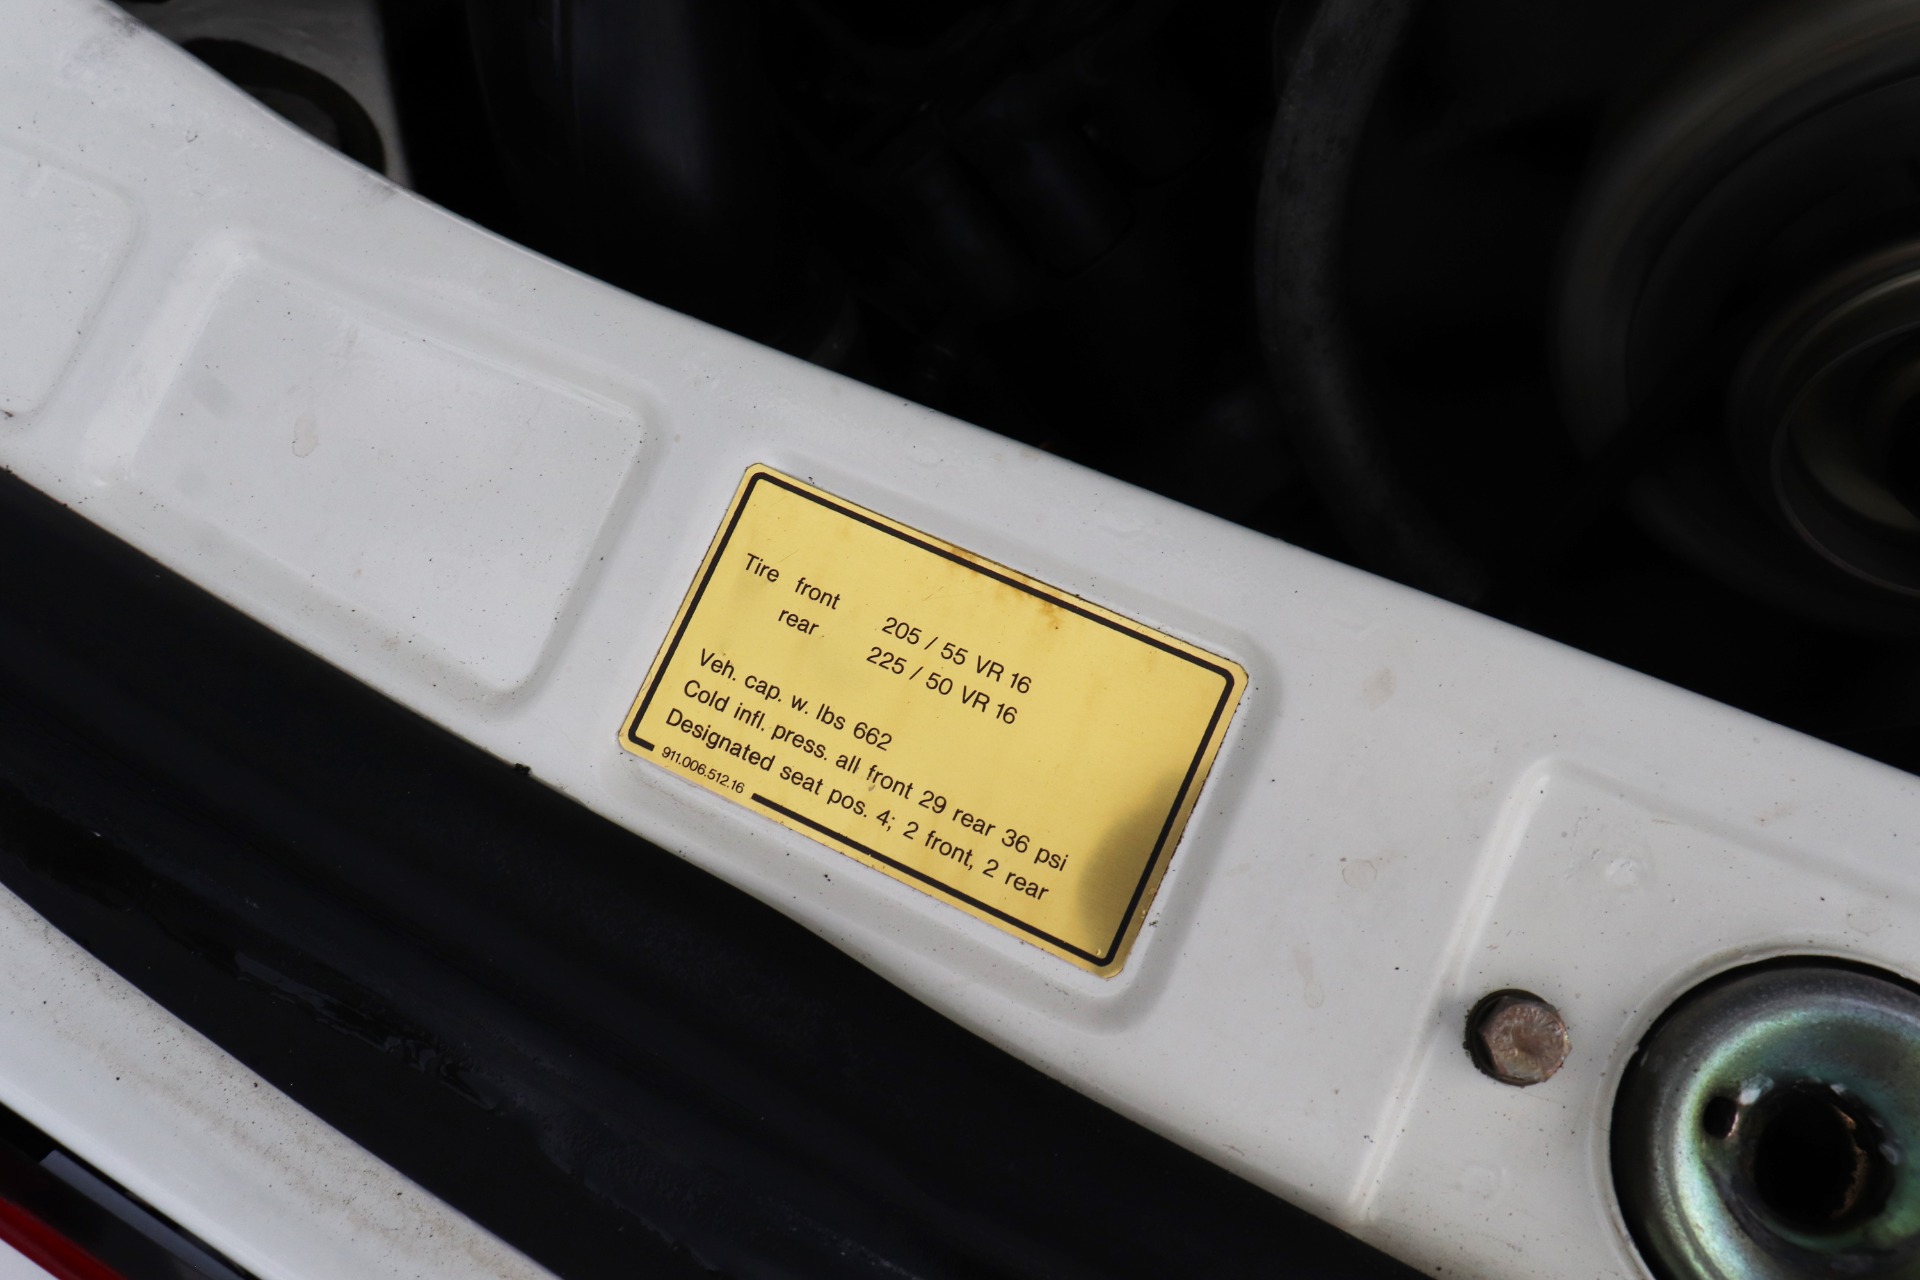 Tire front 205 / 55 VR 16
rear 225 / 50 VR 16
Veh. cap. w. lbs 662
Cold infl. press. all front 29 rear 36 psi
Designated seat pos. 4; 2 front, 2 rear
911.006.512.16